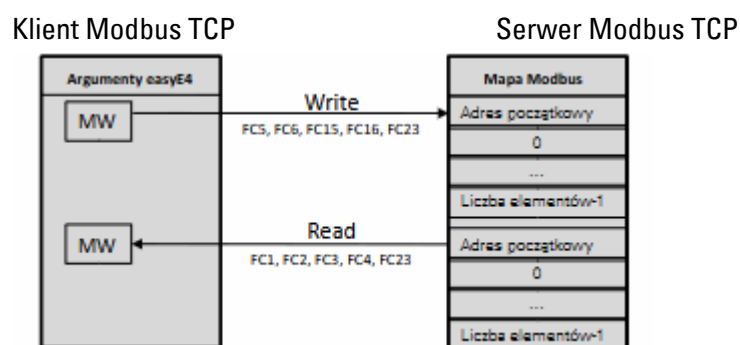 Klient Modbus TCP Serwer Modbus TCP
Argumenty easyE4
MW
Write
FC5, FC6, FC15, FC16, FC23
MW
Read
FC1, FC2, FC3, FC4, FC23
Mapa Modbus
Adres początkowy
0
...
Liczba elementów-1
Adres początkowy
0
...
Liczba elementów-1